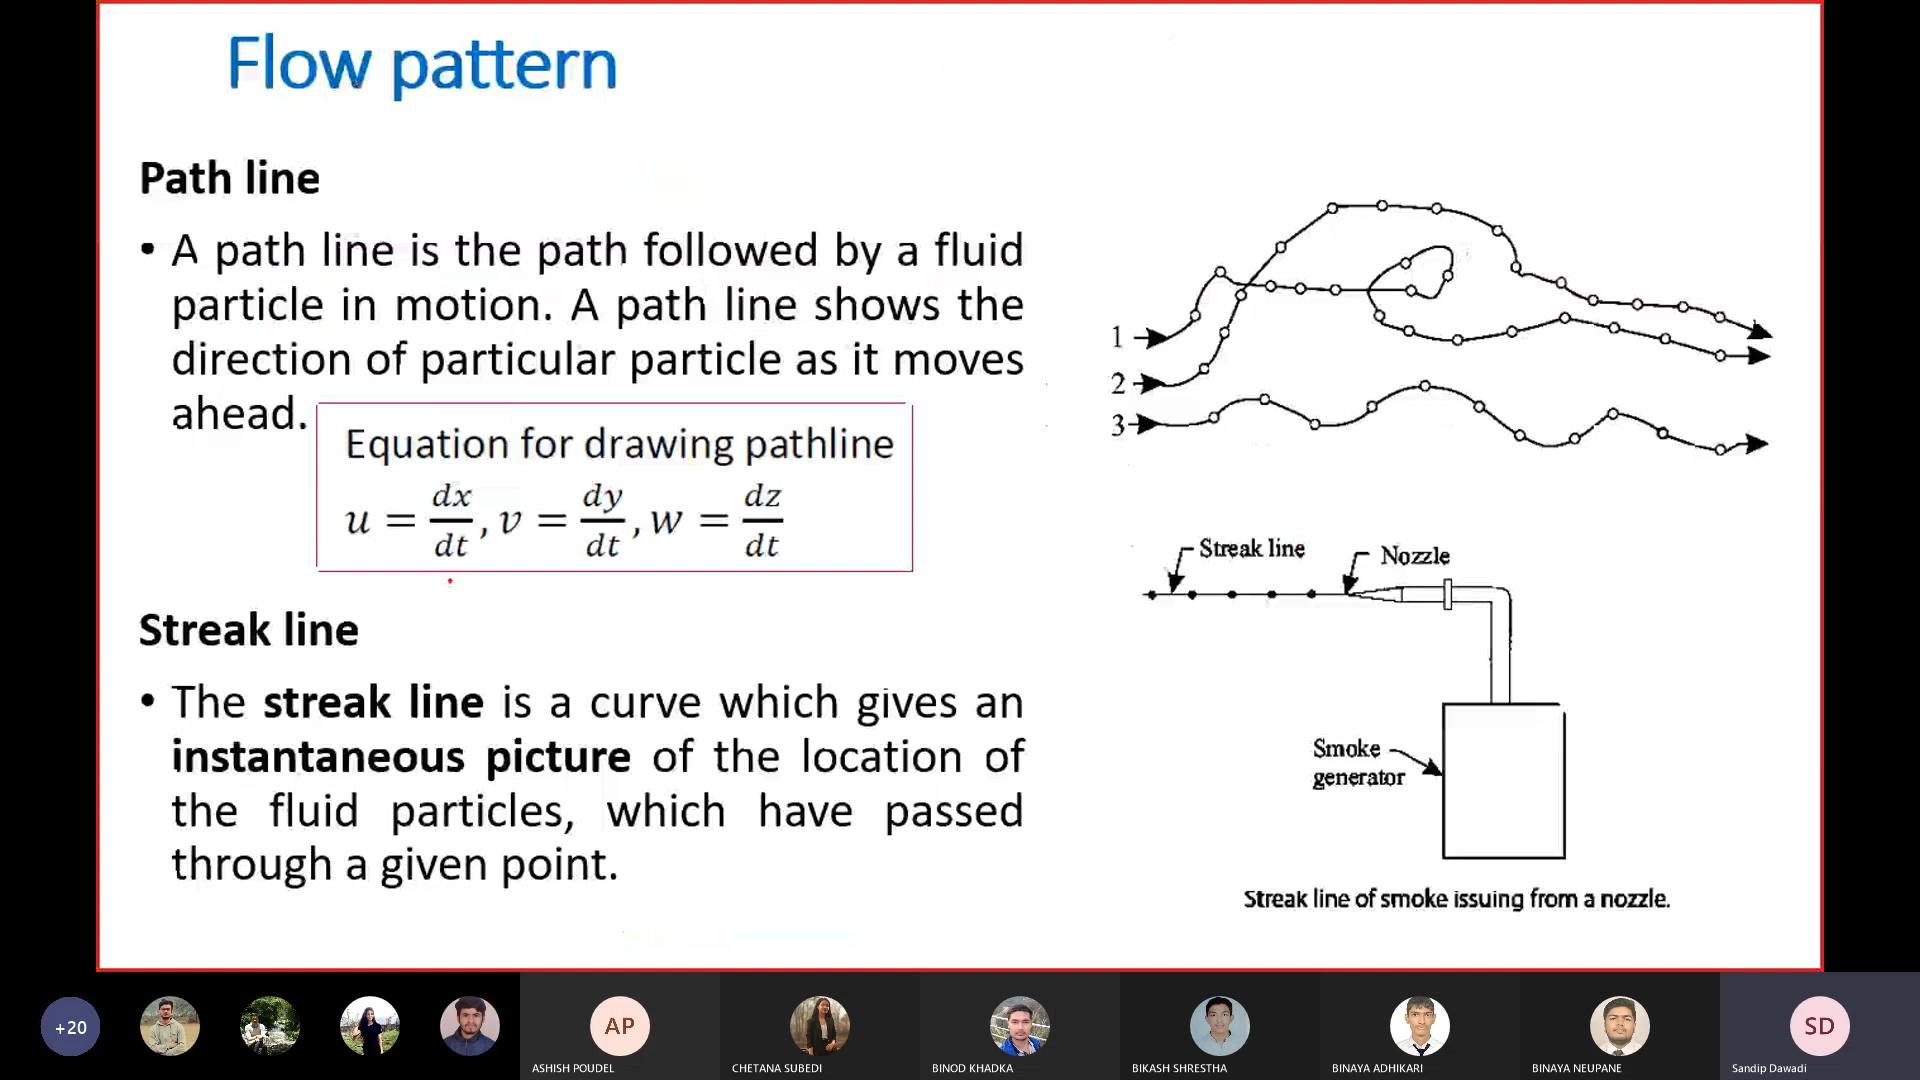 Flow pattern
Path line
• A path line is the path followed by a fluid
particle in motion. A path line shows the
direction of particular particle as it moves
ahead.
Equation for drawing pathline
u = dx/dt, v = dy/dt, w = dz/dt
Streak line
• The streak line is a curve which gives an
instantaneous picture of the location of
the fluid particles, which have passed
through a given point.
1
2
3
Streak line
Nozzle
Smoke
generator
Streak line of smoke issuing from a nozzle.
+20
AP
SD
ASHISH POUDEL
CHETANA SUBEDI
BINOD KHADKA
BIKASH SHRESTHA
BINAYA ADHIKARI
BINAYA NEUPANE
Sandip Dawadi